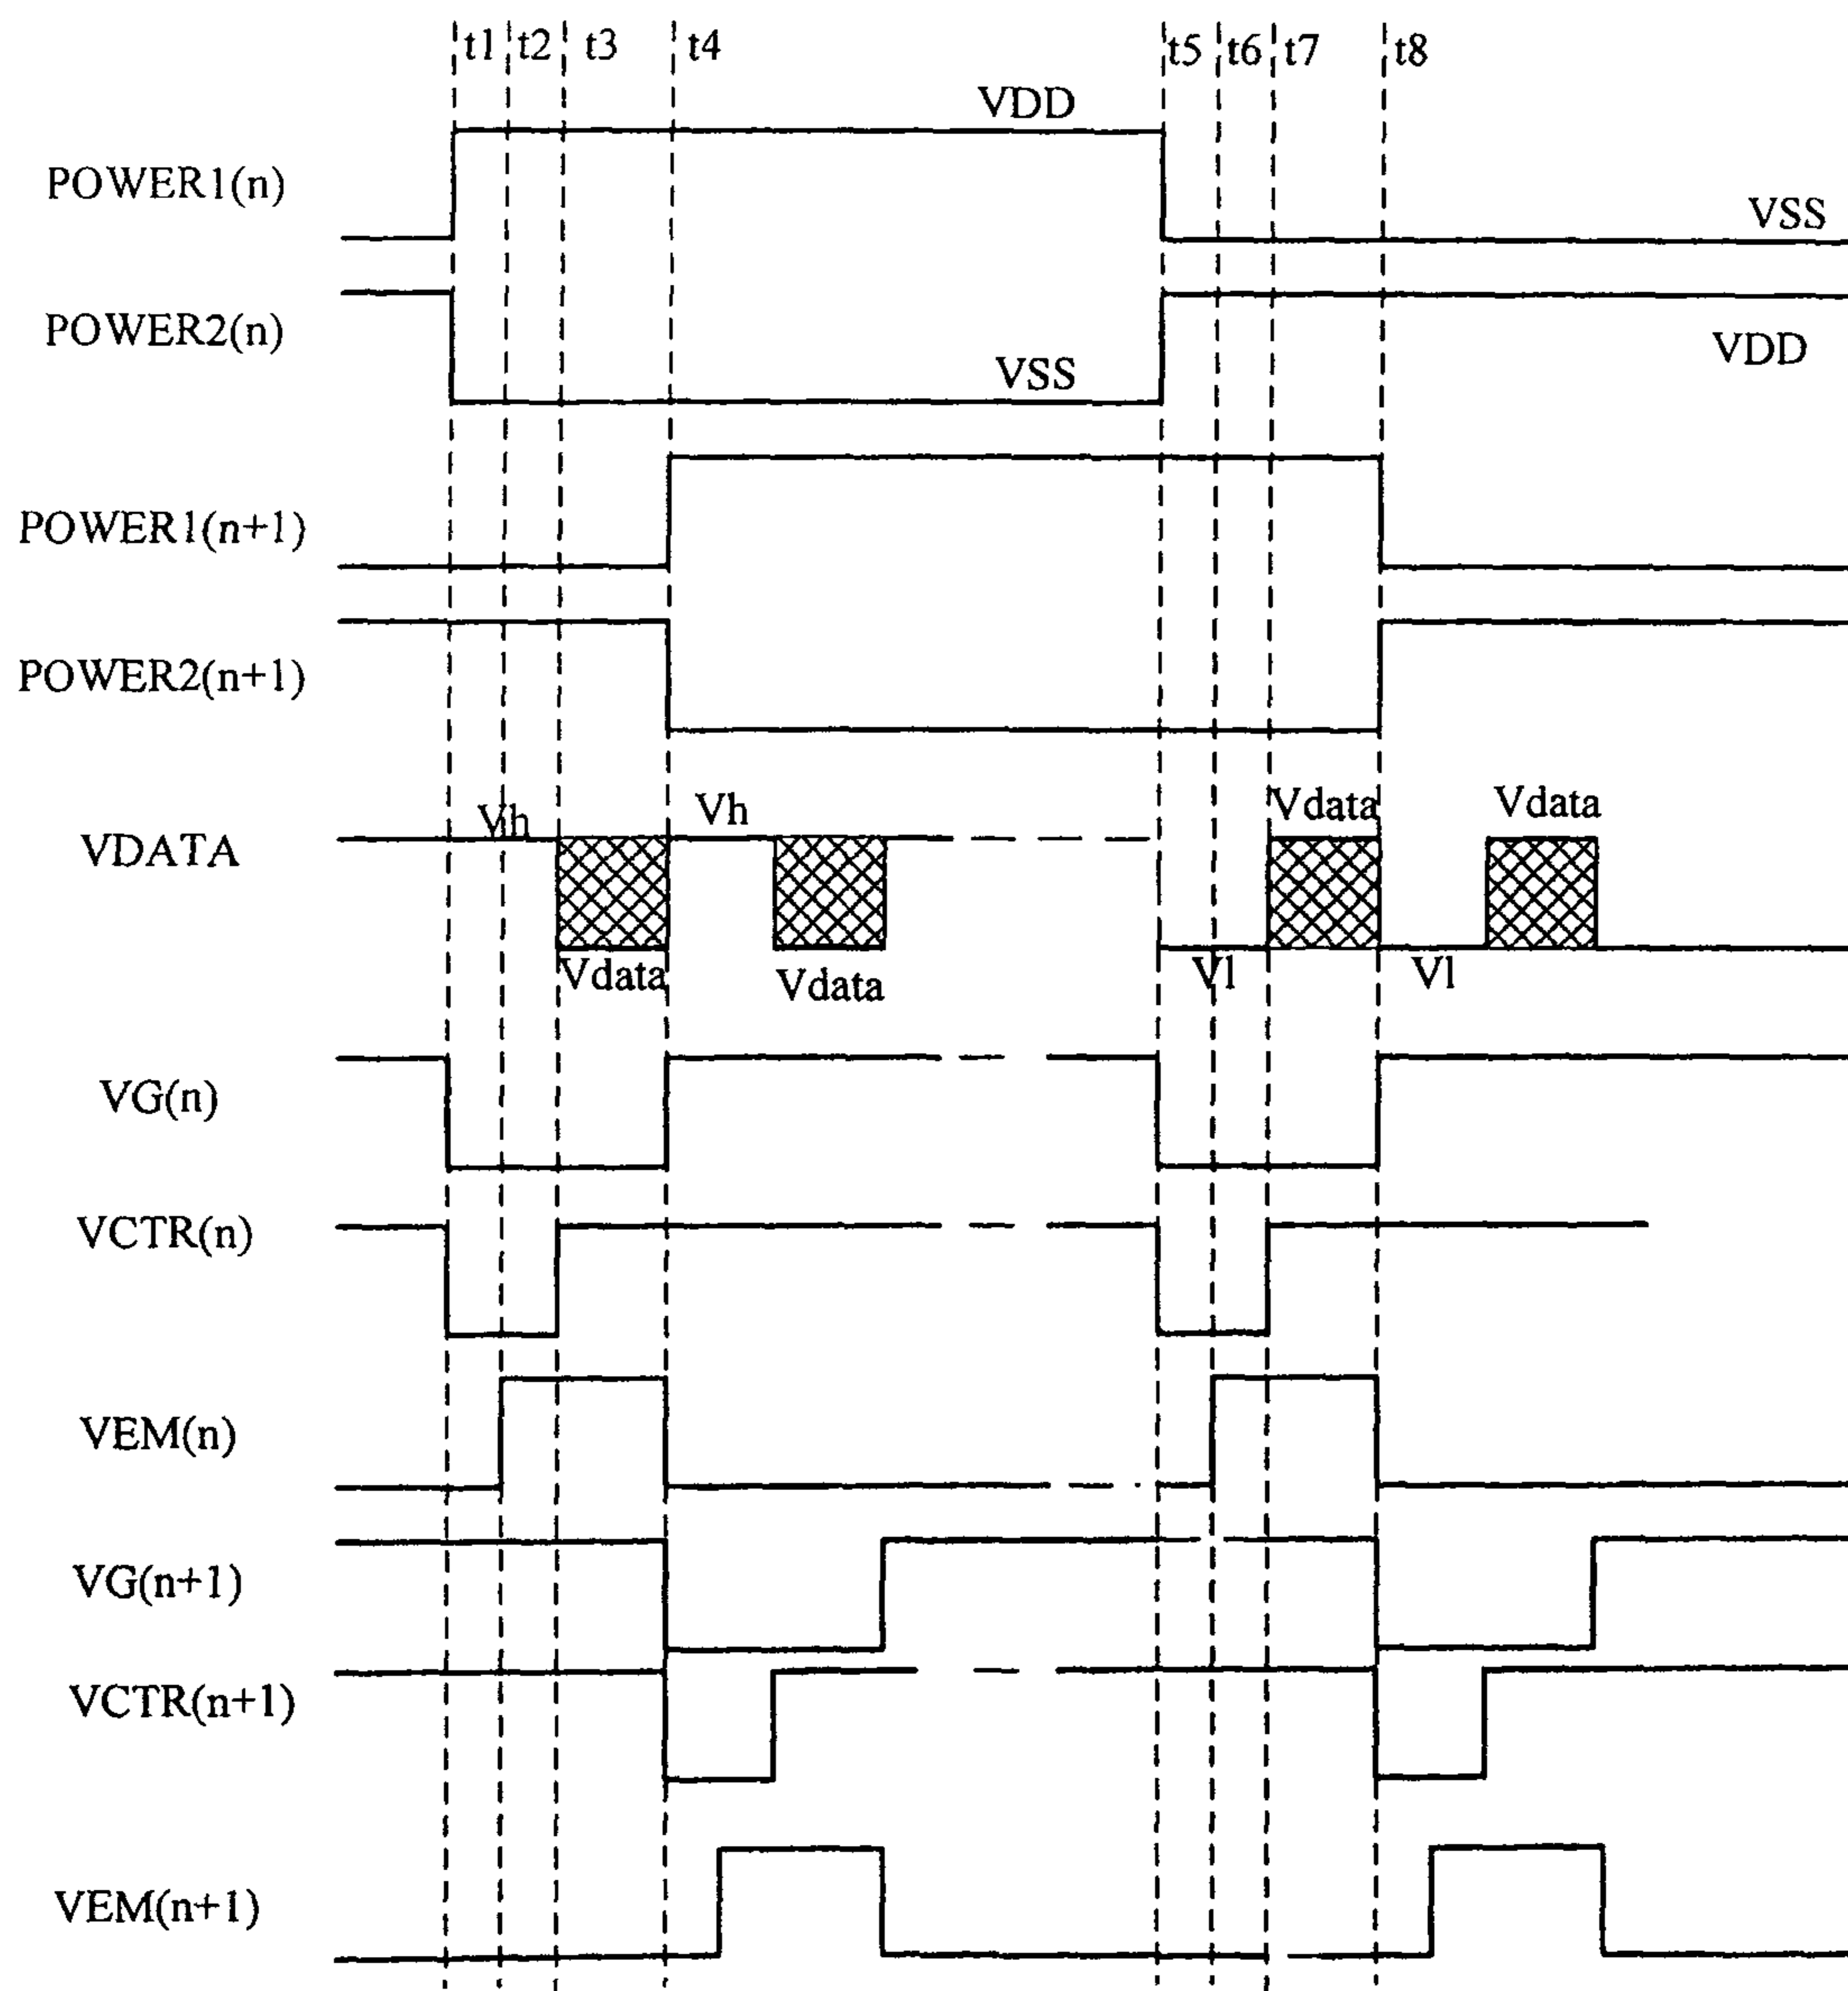 t1 t2 t3 t4 t5 t6 t7 t8
VDD
POWER1(n)
VSS
POWER2(n)
VDD
VSS
POWER1(n+1)
POWER2(n+1)
Vh Vh Vdata Vdata
VDATA
Vdata Vdata Vl Vl
VG(n)
VCTR(n)
VEM(n)
VG(n+1)
VCTR(n+1)
VEM(n+1)